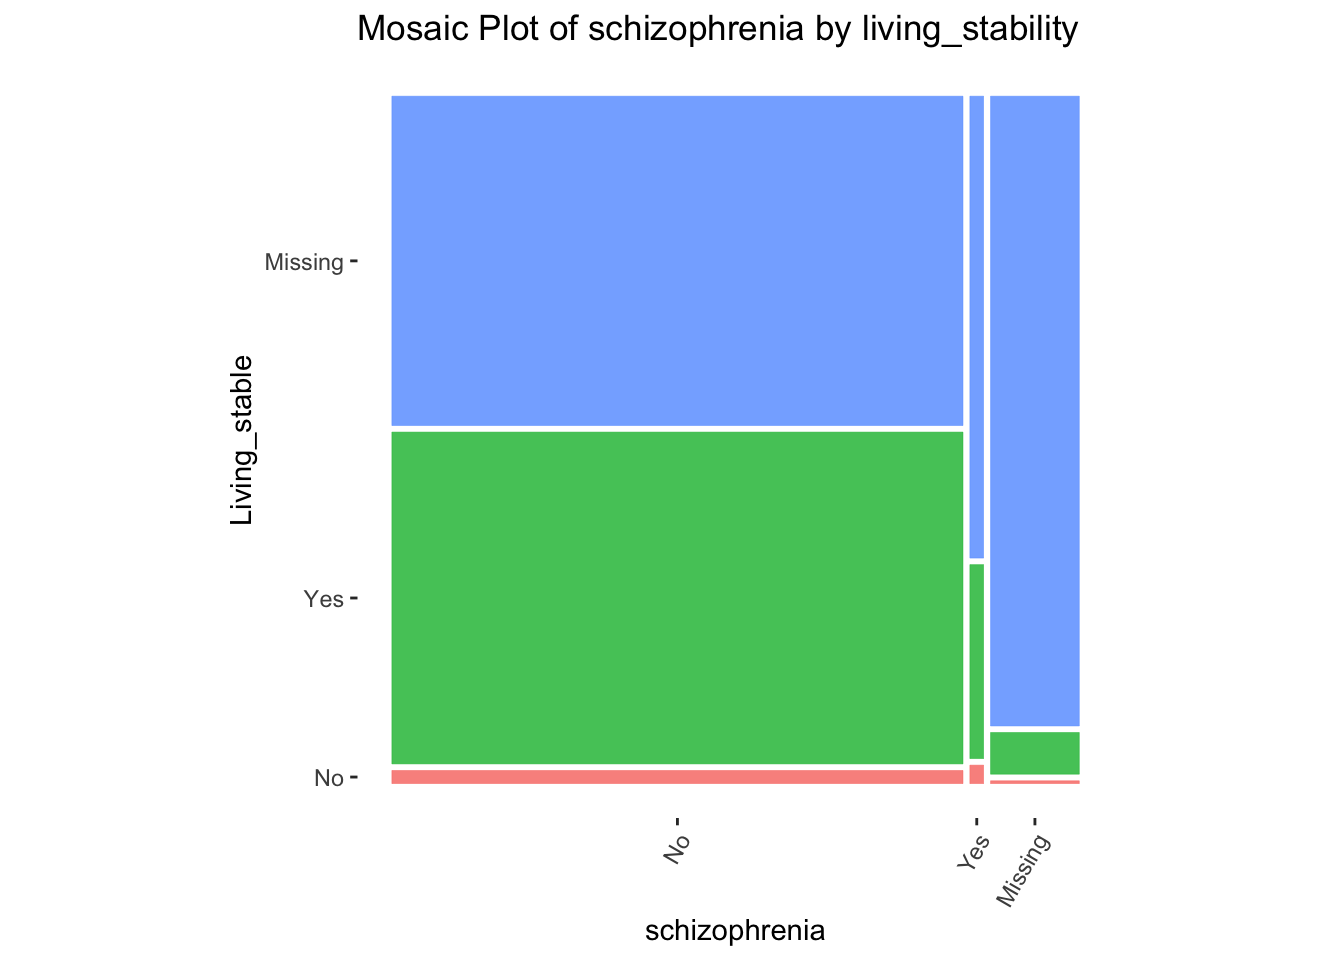 Mosaic Plot of schizophrenia by living_stability
Living_stable
Missing
Yes
No
No
Yes
Missing
schizophrenia